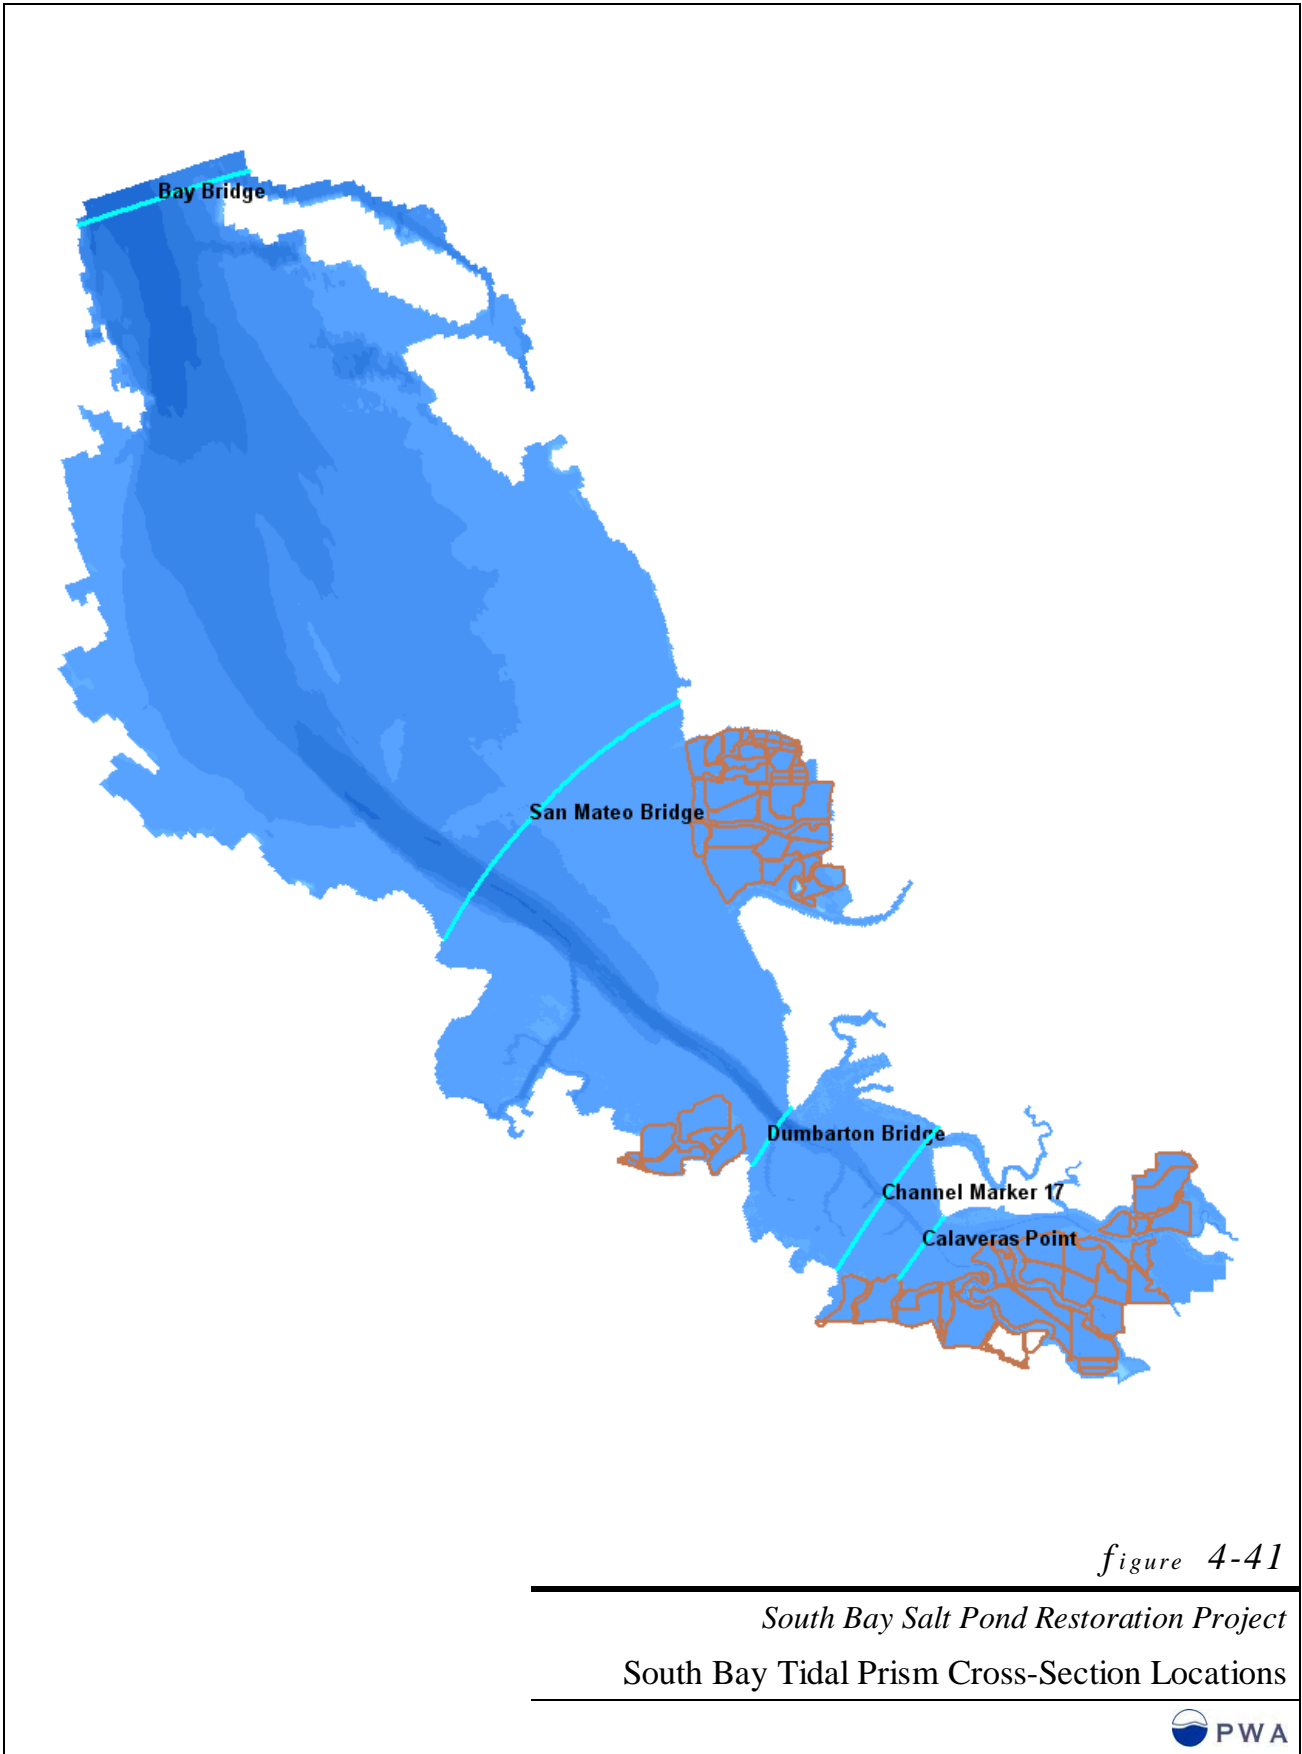 Bay Bridge
San Mateo Bridge
Dumbarton Bridge
Channel Marker 17
Calaveras Point
figure 4-41
South Bay Salt Pond Restoration Project
South Bay Tidal Prism Cross-Section Locations
PWA